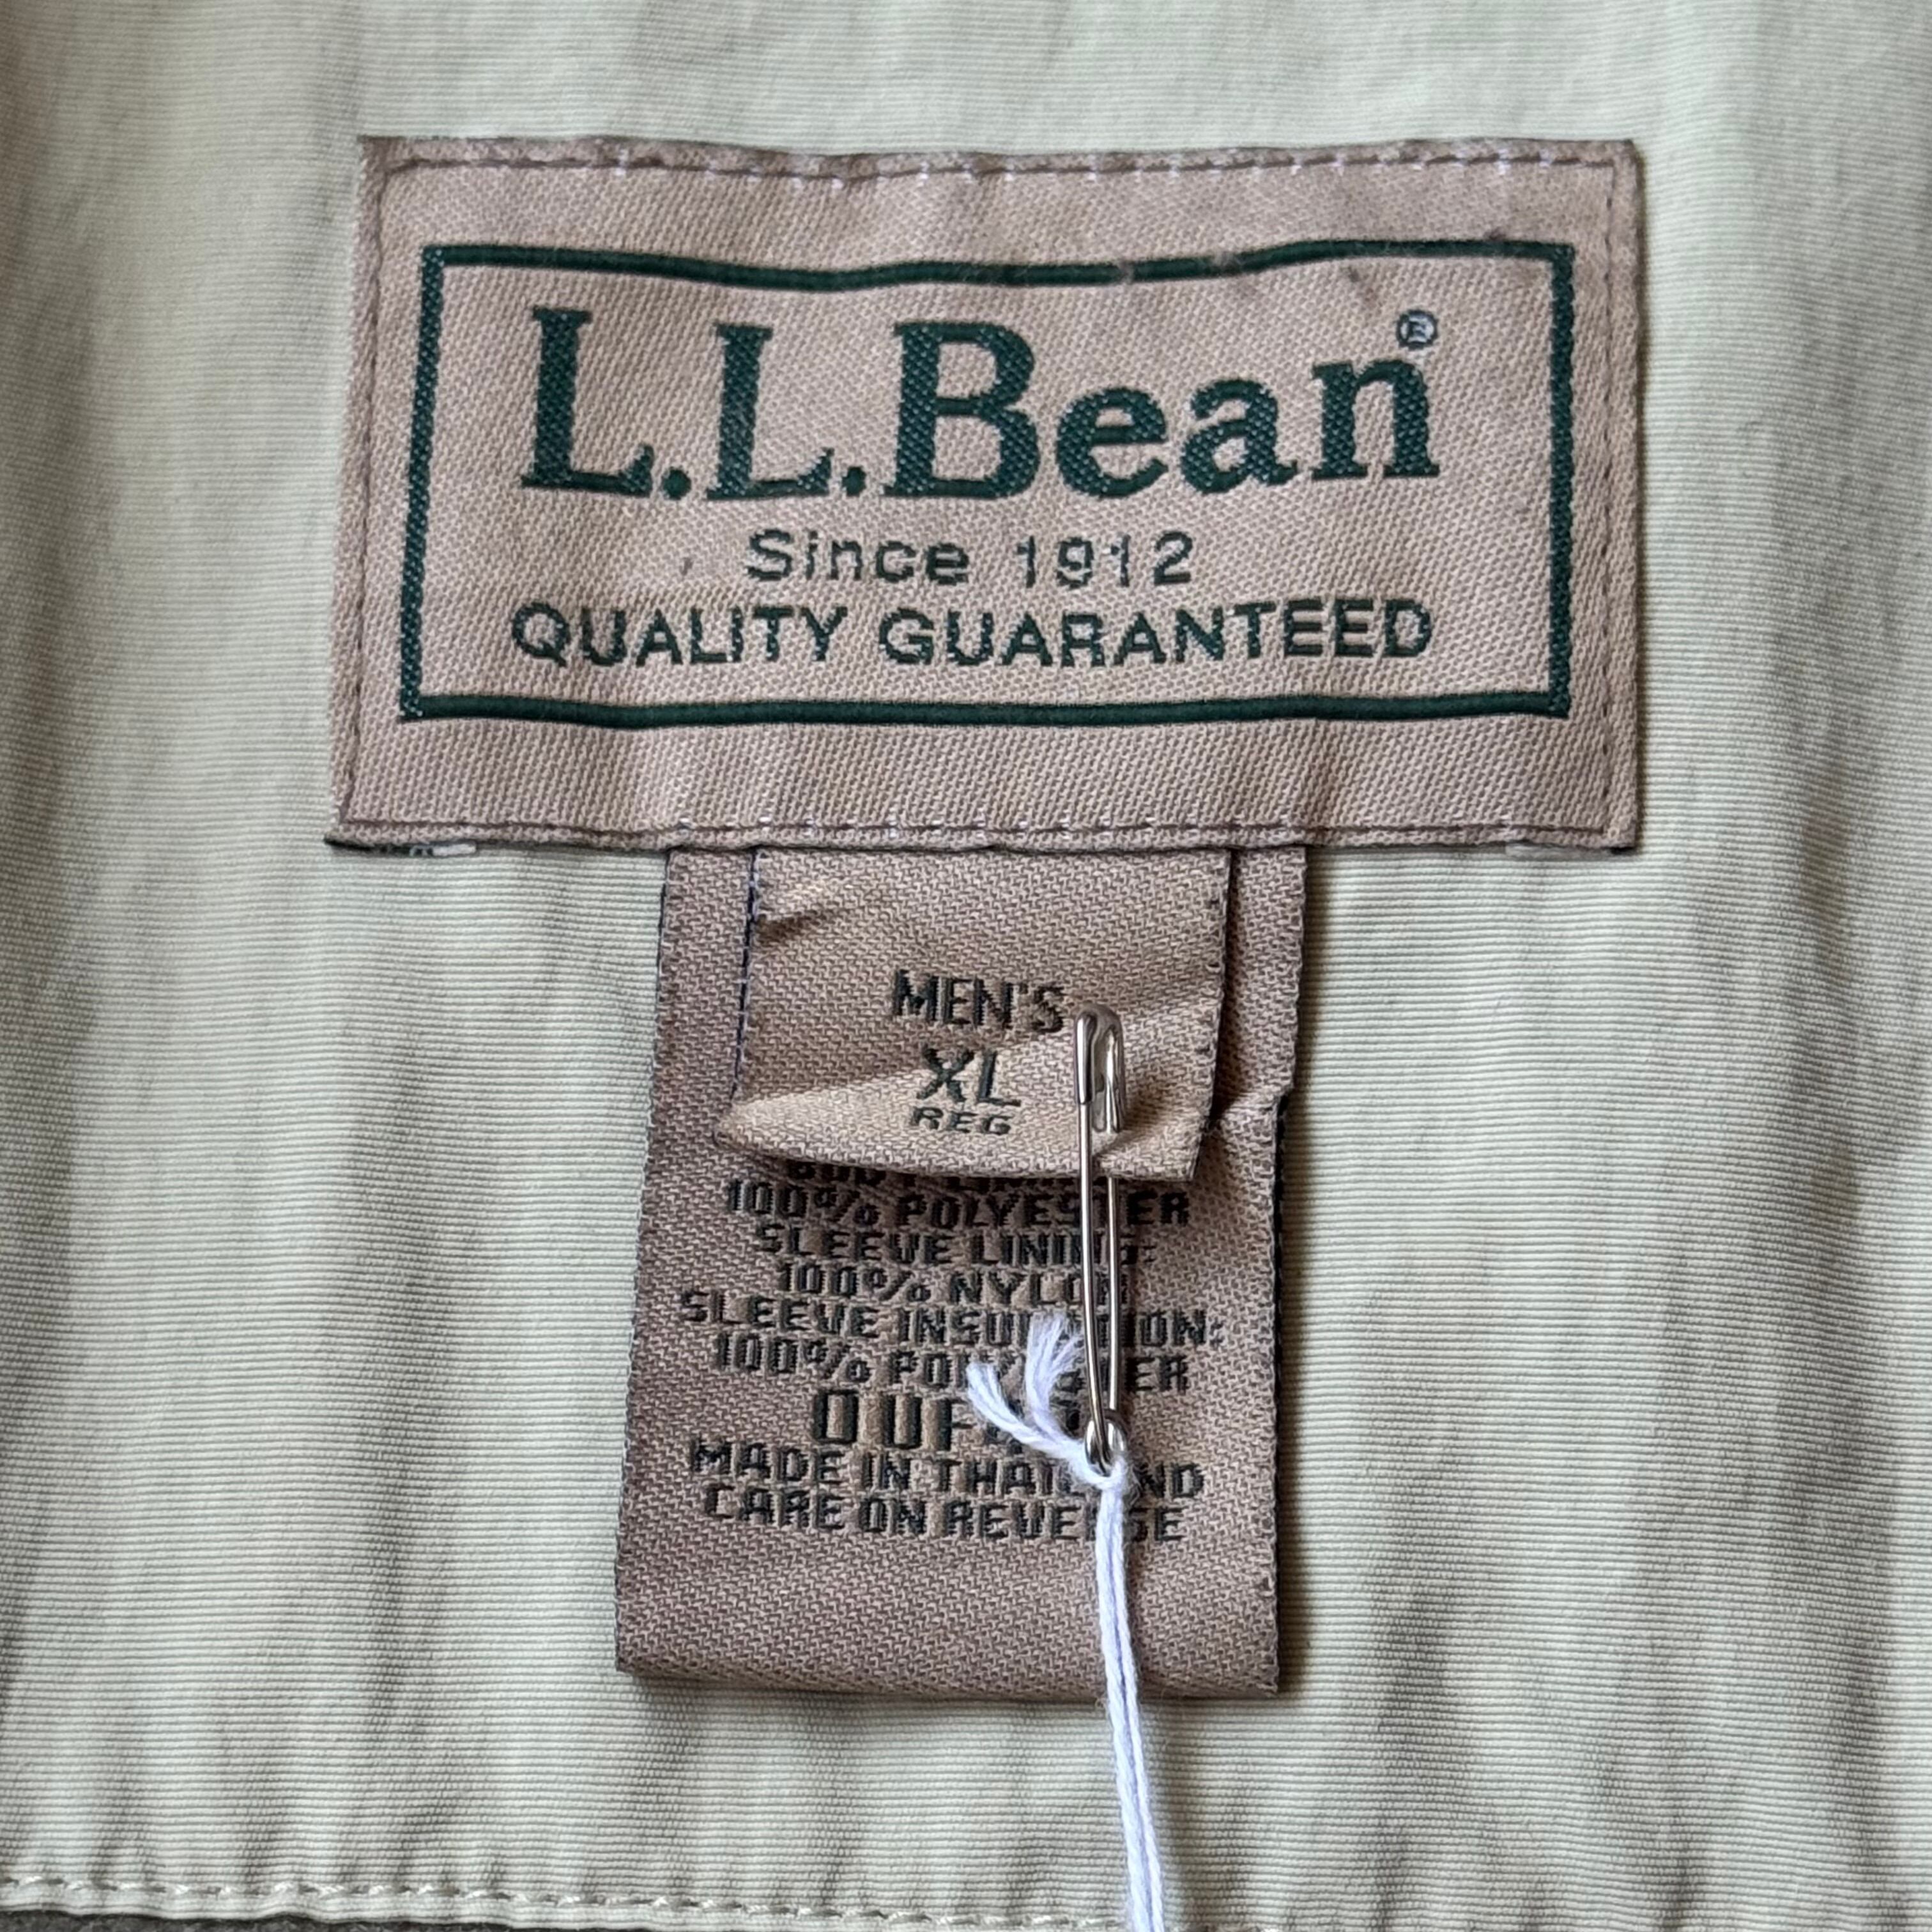 L.L.Bean®
Since 1912
QUALITY GUARANTEED
MEN'S
XL
REG
100% POLYESTER
SLEEVE LINING:
100% NYLON
SLEEVE INSULATION:
100% POLYESTER
MADE IN THAILAND
CARE ON REVERSE